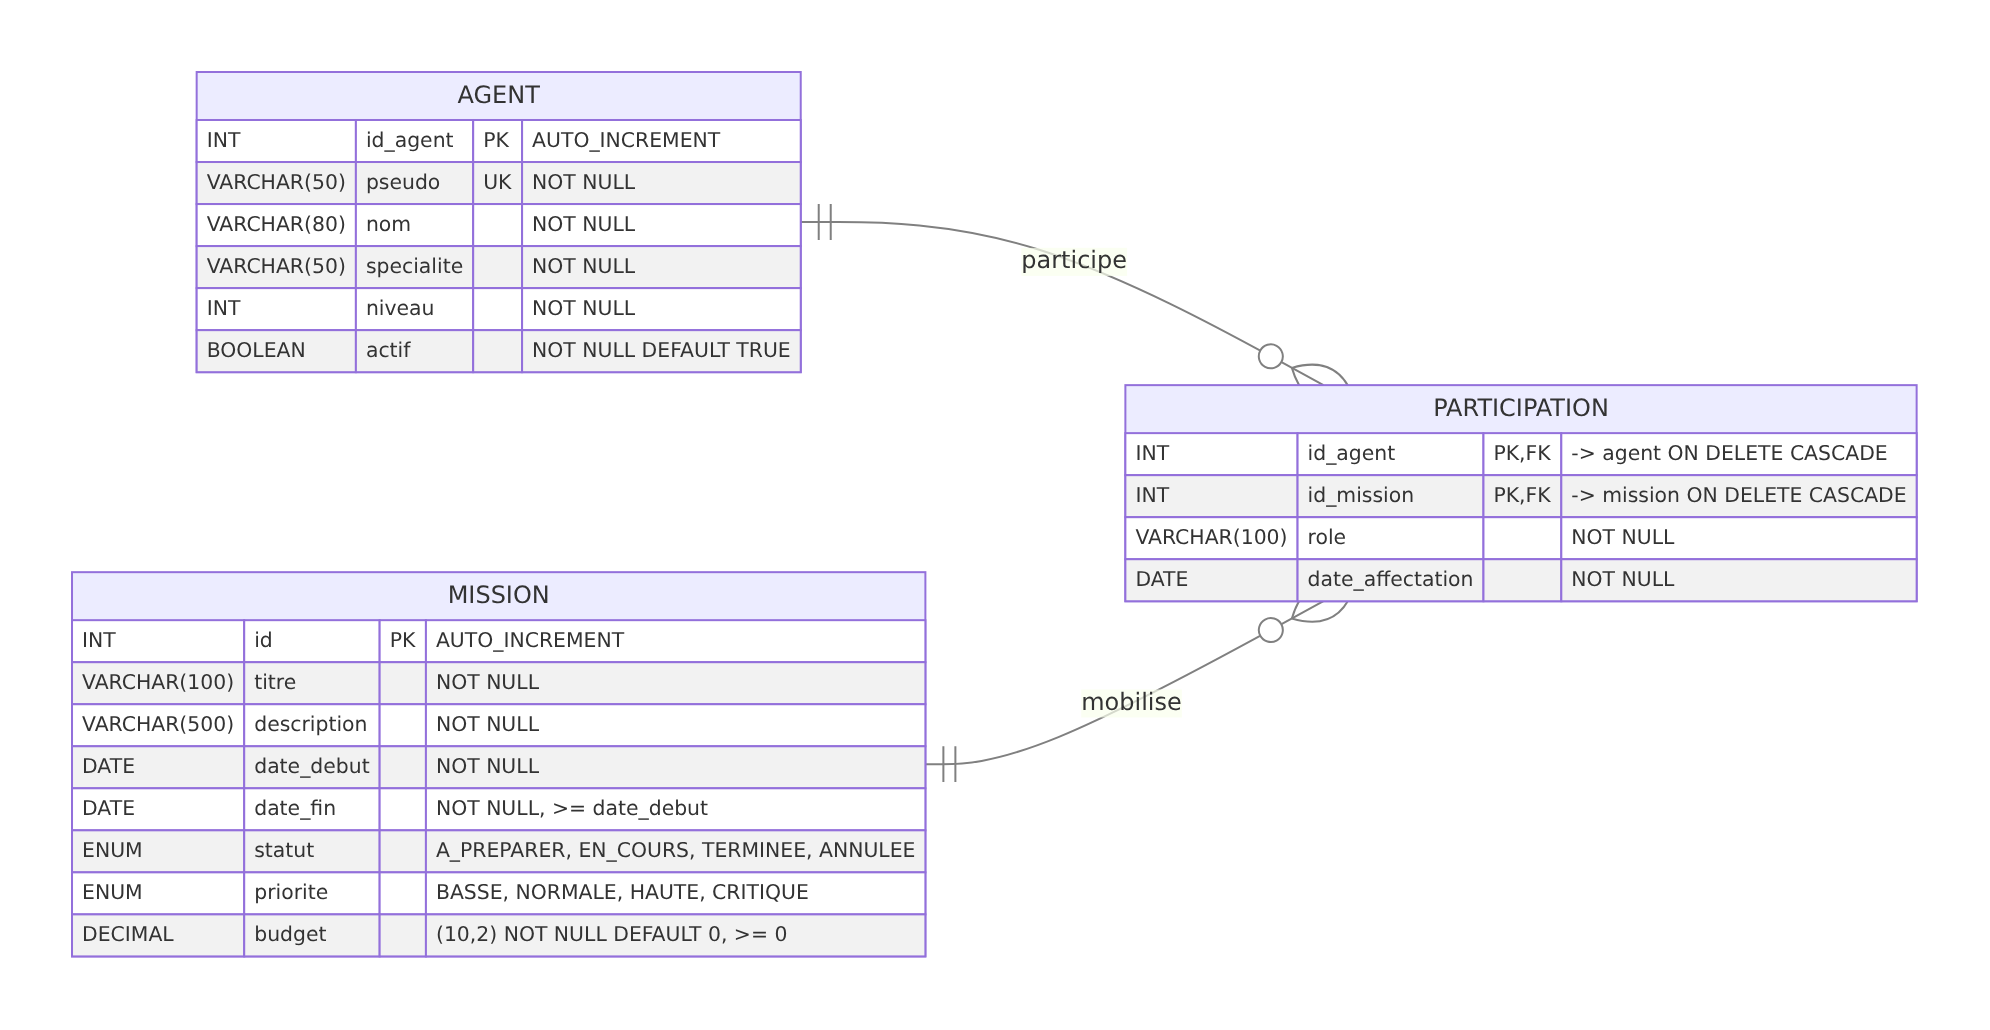 AGENT
INT id_agent PK AUTO_INCREMENT
VARCHAR(50) pseudo UK NOT NULL
VARCHAR(80) nom NOT NULL
VARCHAR(50) specialite NOT NULL
INT niveau NOT NULL
BOOLEAN actif NOT NULL DEFAULT TRUE
participe
PARTICIPATION
INT id_agent PK,FK -> agent ON DELETE CASCADE
INT id_mission PK,FK -> mission ON DELETE CASCADE
VARCHAR(100) role NOT NULL
DATE date_affectation NOT NULL
mobilise
MISSION
INT id PK AUTO_INCREMENT
VARCHAR(100) titre NOT NULL
VARCHAR(500) description NOT NULL
DATE date_debut NOT NULL
DATE date_fin NOT NULL, >= date_debut
ENUM statut A_PREPARER, EN_COURS, TERMINEE, ANNULEE
ENUM priorite BASSE, NORMALE, HAUTE, CRITIQUE
DECIMAL budget (10,2) NOT NULL DEFAULT 0, >= 0